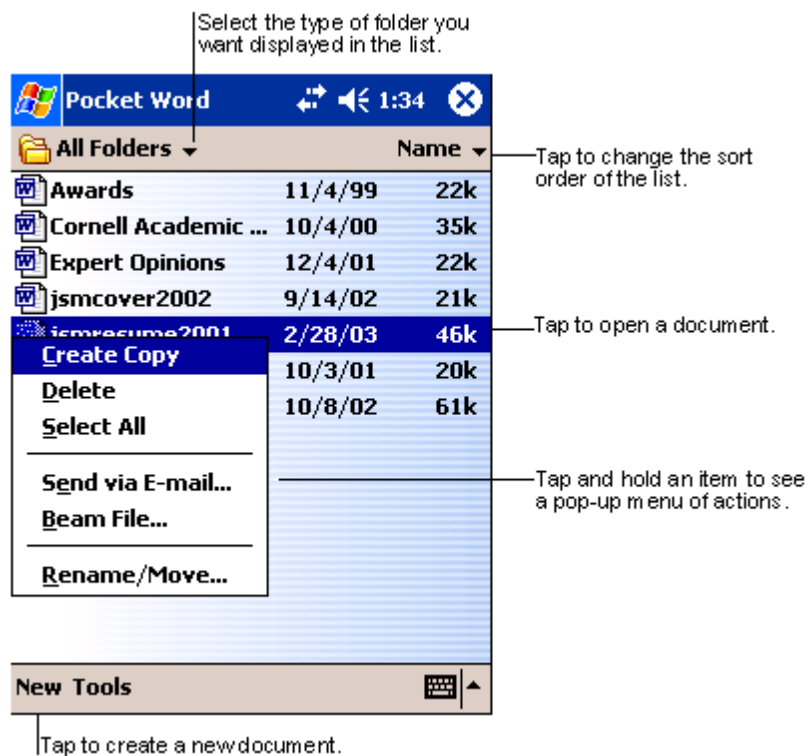 Select the type of folder you
want displayed in the list.
Pocket Word 1:34
All Folders Name
Tap to change the sort
order of the list.
Awards 11/4/99 22k
Cornell Academic ... 10/4/00 35k
Expert Opinions 12/4/01 22k
jsmcover2002 9/14/02 21k
jsmresume2001 2/28/03 46k
Tap to open a document.
Create Copy
10/3/01 20k
Delete
10/8/02 61k
Select All
Send via E-mail...
Tap and hold an item to see
a pop-up menu of actions.
Beam File...
Rename/Move...
New Tools
Tap to create a new document.